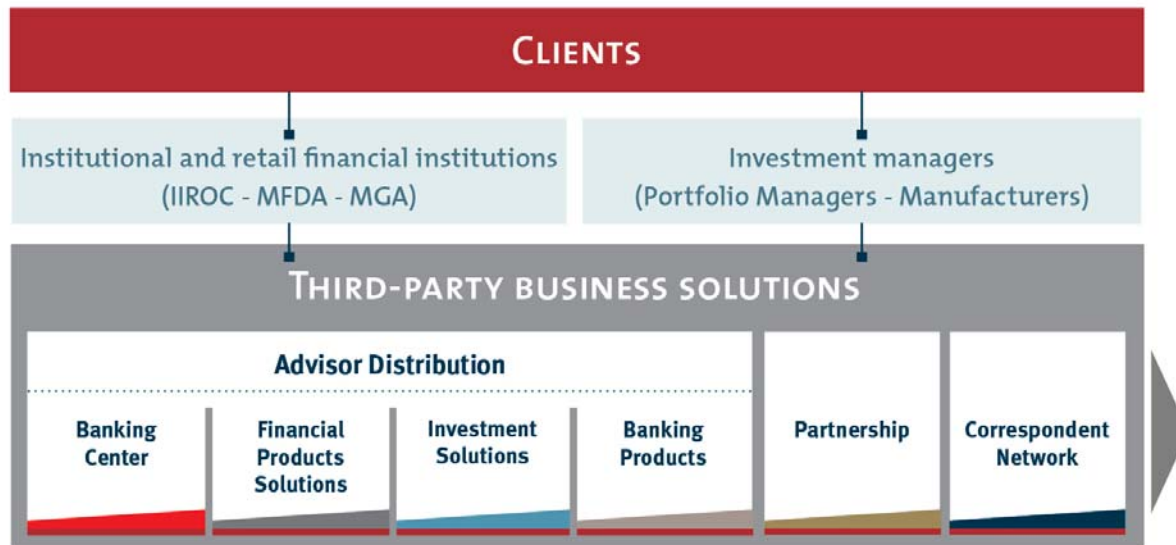 CLIENTS
Institutional and retail financial institutions
(IIROC - MFDA - MGA)
Investment managers
(Portfolio Managers - Manufacturers)
THIRD-PARTY BUSINESS SOLUTIONS
Advisor Distribution
Banking
Center
Financial
Products
Solutions
Investment
Solutions
Banking
Products
Partnership
Correspondent
Network